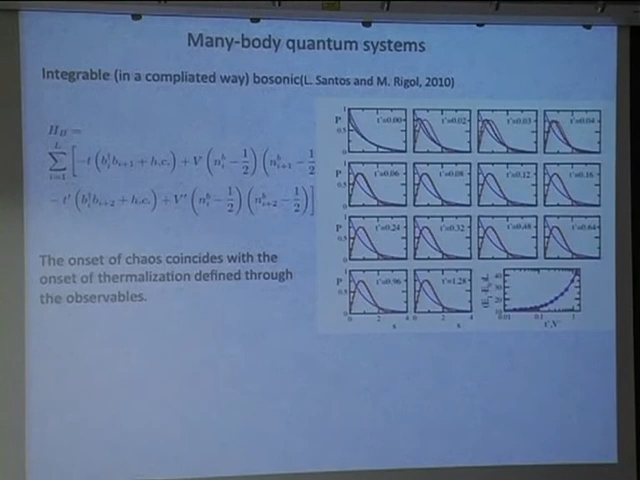 Many-body quantum systems
Integrable (in a compliated way) bosonic(L. Santos and M. Rigol, 2010)
H_B =
\sum_{i=1}^{L} [ -t ( b_i^† b_{i+1} + h.c. ) + V ( n_i^b - 1/2 ) ( n_{i+1}^b - 1/2
- t' ( b_i^† b_{i+2} + h.c. ) + V' ( n_i^b - 1/2 ) ( n_{i+2}^b - 1/2 ) ]
The onset of chaos coincides with the
onset of thermalization defined through
the observables.
P t'=0.00 t'=0.02 t'=0.03 t'=0.04
P t'=0.06 t'=0.08 t'=0.12 t'=0.16
P t'=0.24 t'=0.32 t'=0.48 t'=0.64
P t'=0.96 t'=1.28
0 2 4
s s t',V'